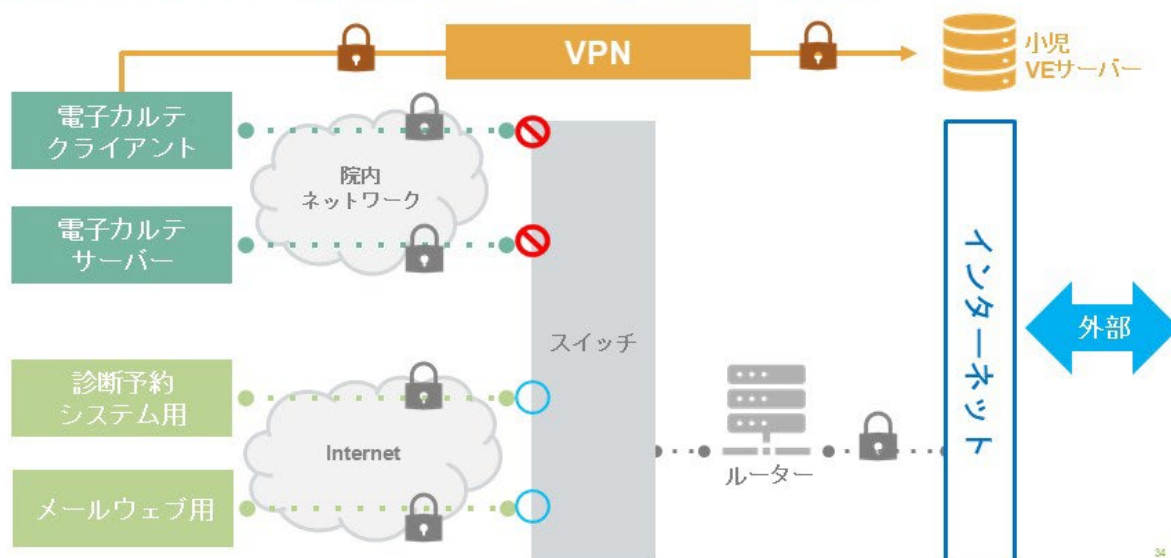 VPN
小児
VEサーバー
電子カルテ
クライアント
院内
ネットワーク
電子カルテ
サーバー
スイッチ
インターネット
外部
診断予約
システム用
Internet
ルーター
メールウェブ用
34